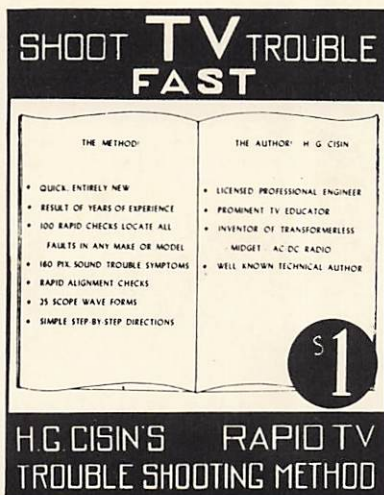 SHOOT TV TROUBLE
FAST
THE METHOD:
• QUICK, ENTIRELY NEW
• RESULT OF YEARS OF EXPERIENCE
• 100 RAPID CHECKS LOCATE ALL
FAULTS IN ANY MAKE OR MODEL
• 160 PIX SOUND TROUBLE SYMPTOMS
• RAPID ALIGNMENT CHECKS
• 25 SCOPE WAVE FORMS
• SIMPLE STEP-BY-STEP DIRECTIONS
THE AUTHOR: H G CISIN
• LICENSED PROFESSIONAL ENGINEER
• PROMINENT TV EDUCATOR
• INVENTOR OF TRANSFORMERLESS
MIDGET AC DC RADIO
• WELL KNOWN TECHNICAL AUTHOR
$1
H.G. CISIN'S RAPID TV
TROUBLE SHOOTING METHOD